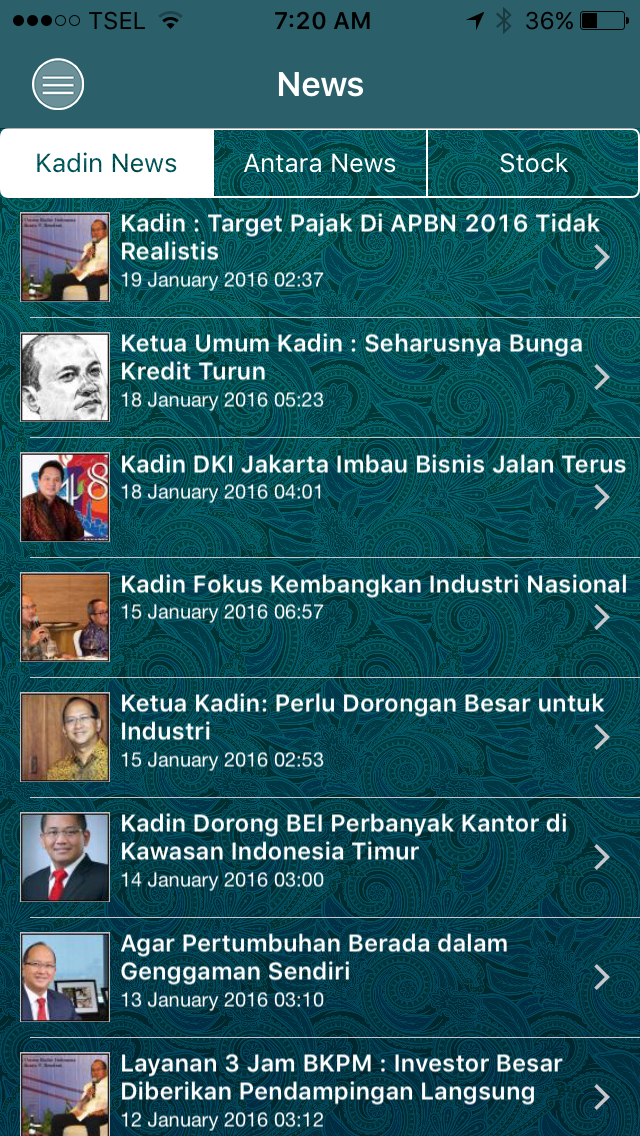 TSEL 7:20 AM 36%
News
Kadin News Antara News Stock
Kadin : Target Pajak Di APBN 2016 Tidak
Realistis
19 January 2016 02:37
Ketua Umum Kadin : Seharusnya Bunga
Kredit Turun
18 January 2016 05:23
Kadin DKI Jakarta Imbau Bisnis Jalan Terus
18 January 2016 04:01
Kadin Fokus Kembangkan Industri Nasional
15 January 2016 06:57
Ketua Kadin: Perlu Dorongan Besar untuk
Industri
15 January 2016 02:53
Kadin Dorong BEI Perbanyak Kantor di
Kawasan Indonesia Timur
14 January 2016 03:00
Agar Pertumbuhan Berada dalam
Genggaman Sendiri
13 January 2016 03:10
Layanan 3 Jam BKPM : Investor Besar
Diberikan Pendampingan Langsung
12 January 2016 03:12